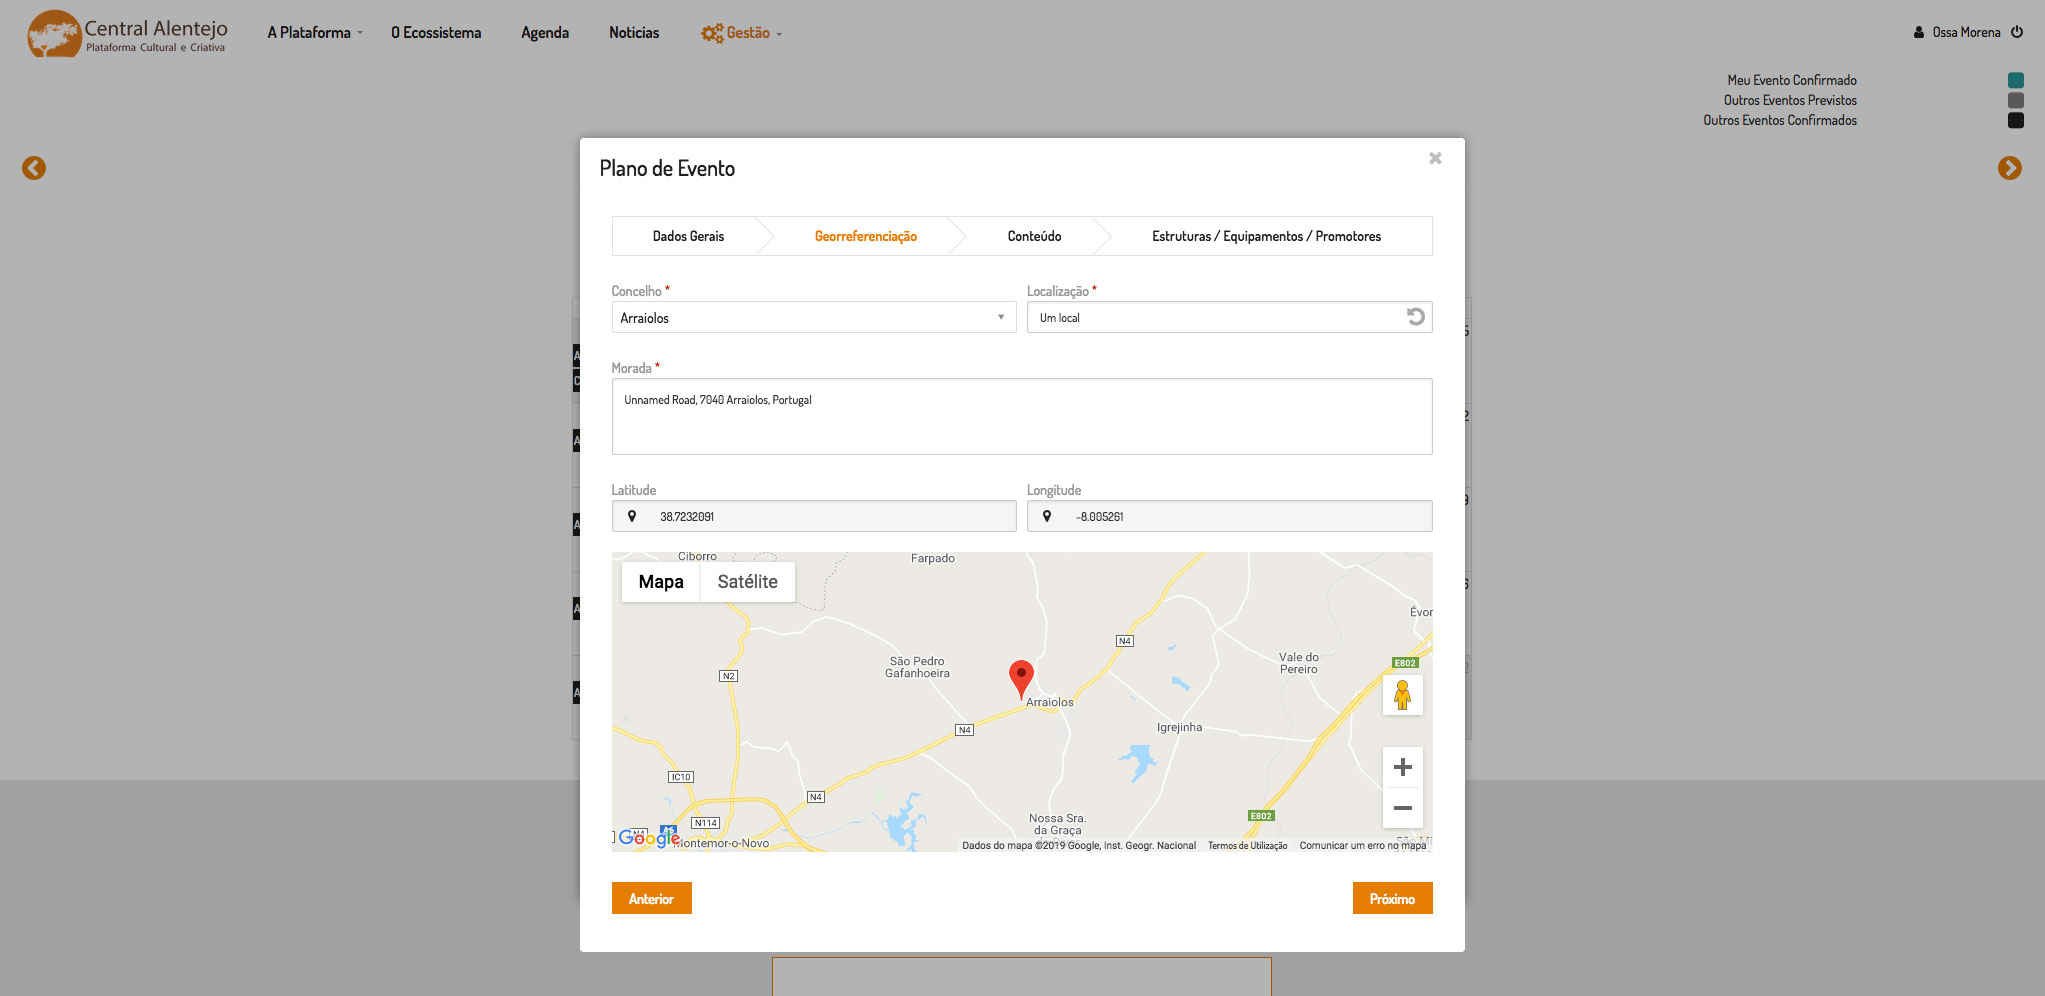 Central Alentejo
Plataforma Cultural e Criativa
A Plataforma
O Ecossistema
Agenda
Noticias
Gestão
Ossa Morena
Meu Evento Confirmado
Outros Eventos Previstos
Outros Eventos Confirmados
Plano de Evento
Dados Gerais
Georreferenciação
Conteúdo
Estruturas / Equipamentos / Promotores
Concelho *
Localização *
Arraiolos
Um local
Morada *
Unnamed Road, 7040 Arraiolos, Portugal
Latitude
Longitude
38.7232091
-8.005261
Mapa
Satélite
Ciborro
Farpado
Évor
N4
São Pedro
Gafanhoeira
Vale do
Pereiro
E802
N2
Arraiolos
Igrejinha
N4
IC10
N4
E802
N114
Nossa Sra.
da Graça
A6
Google
Montemor-o-Novo
Dados do mapa ©2019 Google, Inst. Geogr. Nacional
Termos de Utilização
Comunicar um erro no mapa
Anterior
Próximo